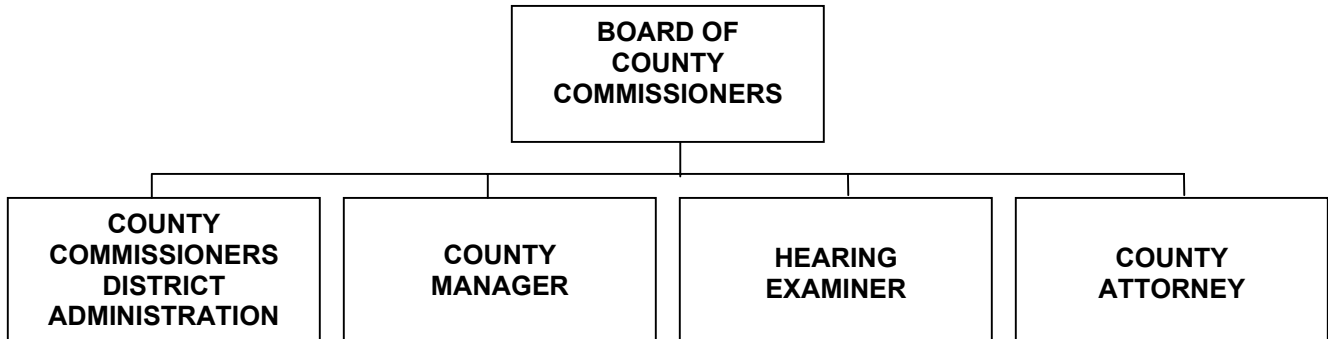 BOARD OF
COUNTY
COMMISSIONERS
COUNTY
COMMISSIONERS
DISTRICT
ADMINISTRATION
COUNTY
MANAGER
HEARING
EXAMINER
COUNTY
ATTORNEY